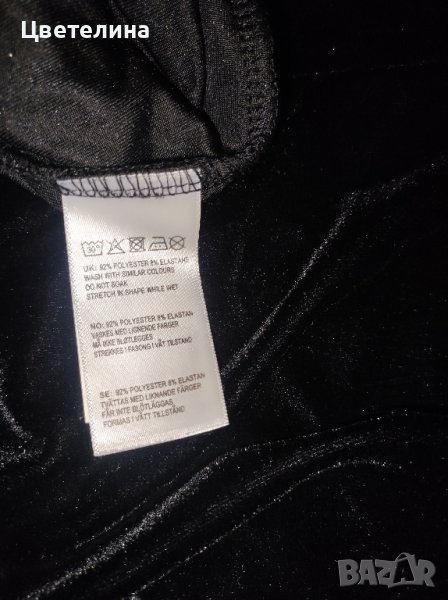 Цветелина
30°
UK: 92% POLYESTER 8% ELASTANE
WASH WITH SIMILAR COLOURS
DO NOT SOAK
STRETCH IN SHAPE WHILE WET
NO: 92% POLYESTER 8% ELASTAN
VASKES MED LIGNENDE FARGER
MÅ IKKE BLØTLEGGES
STREKKES I FASONG I VÅT TILSTAND
SE: 92% POLYESTER 8% ELASTAN
TVÄTTAS MED LIKNANDE FÄRGER
FÅR INTE BLÖTLÄGGAS
FORMAS I VÅTT TILLSTÅND
BAZAR